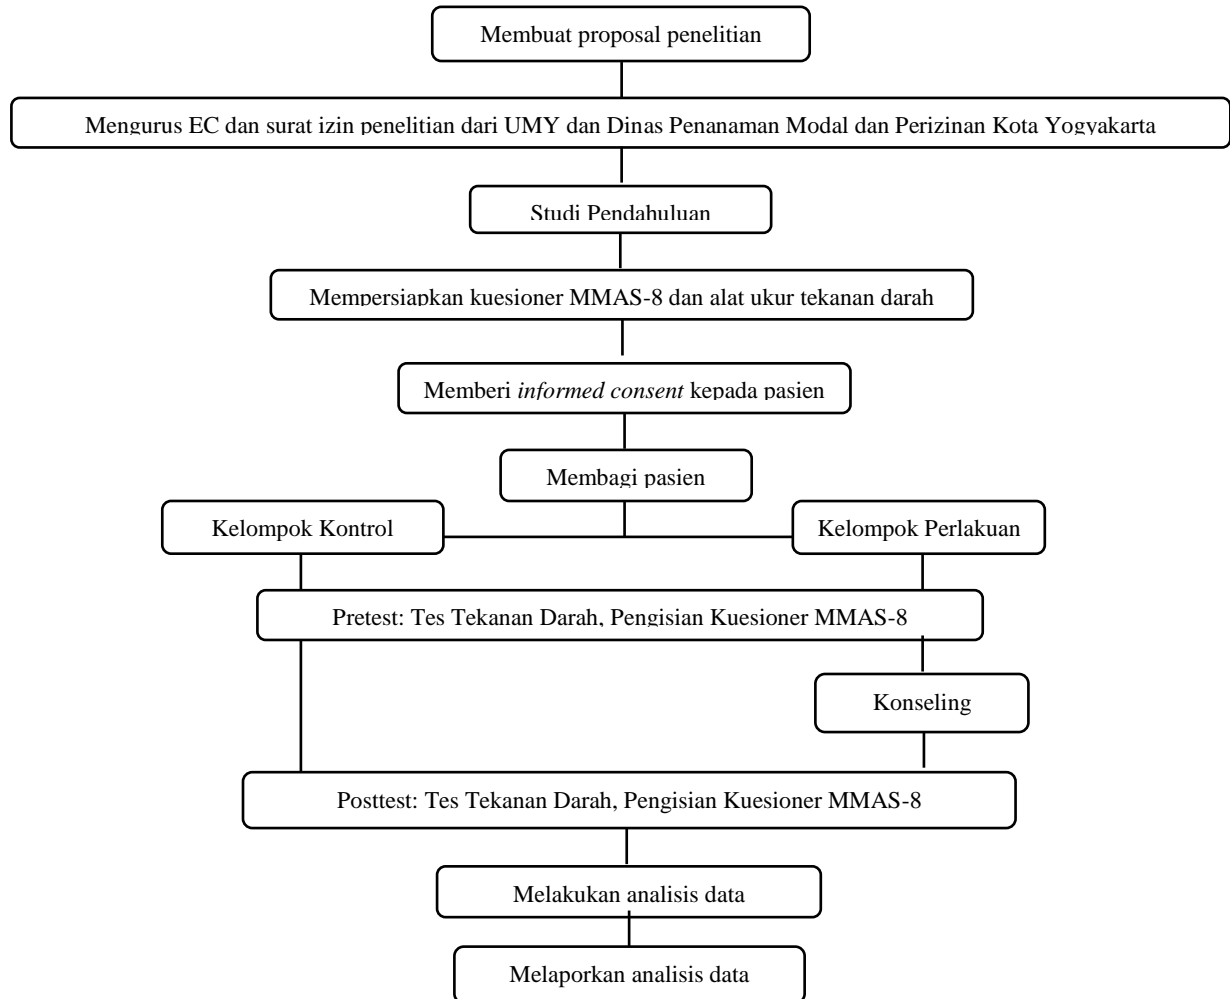 Membuat proposal penelitian
Mengurus EC dan surat izin penelitian dari UMY dan Dinas Penanaman Modal dan Perizinan Kota Yogyakarta
Studi Pendahuluan
Mempersiapkan kuesioner MMAS-8 dan alat ukur tekanan darah
Memberi informed consent kepada pasien
Membagi pasien
Kelompok Kontrol
Kelompok Perlakuan
Pretest: Tes Tekanan Darah, Pengisian Kuesioner MMAS-8
Konseling
Posttest: Tes Tekanan Darah, Pengisian Kuesioner MMAS-8
Melakukan analisis data
Melaporkan analisis data